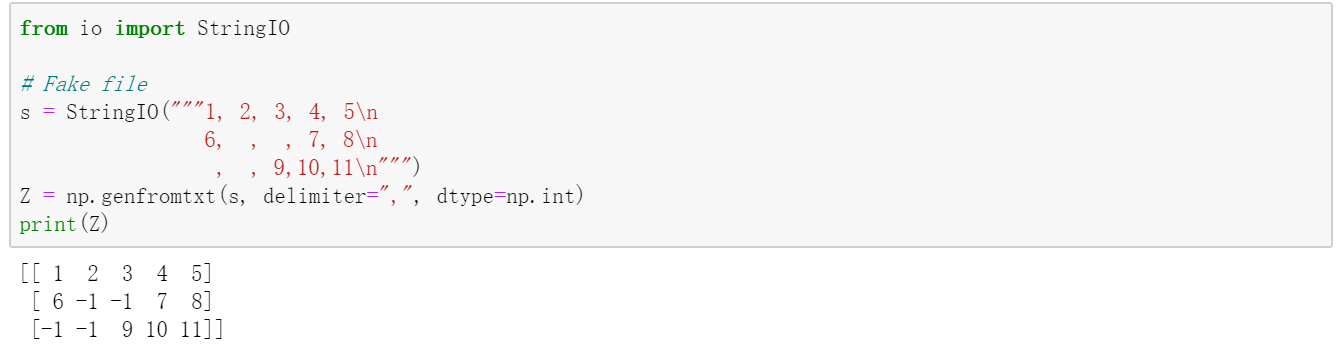 from io import StringIO
# Fake file
s = StringIO("""1, 2, 3, 4, 5\n
                6,  ,  , 7, 8\n
                 ,  , 9,10,11\n""")
Z = np.genfromtxt(s, delimiter=",", dtype=np.int)
print(Z)
[[ 1  2  3  4  5]
 [ 6 -1 -1  7  8]
 [-1 -1  9 10 11]]